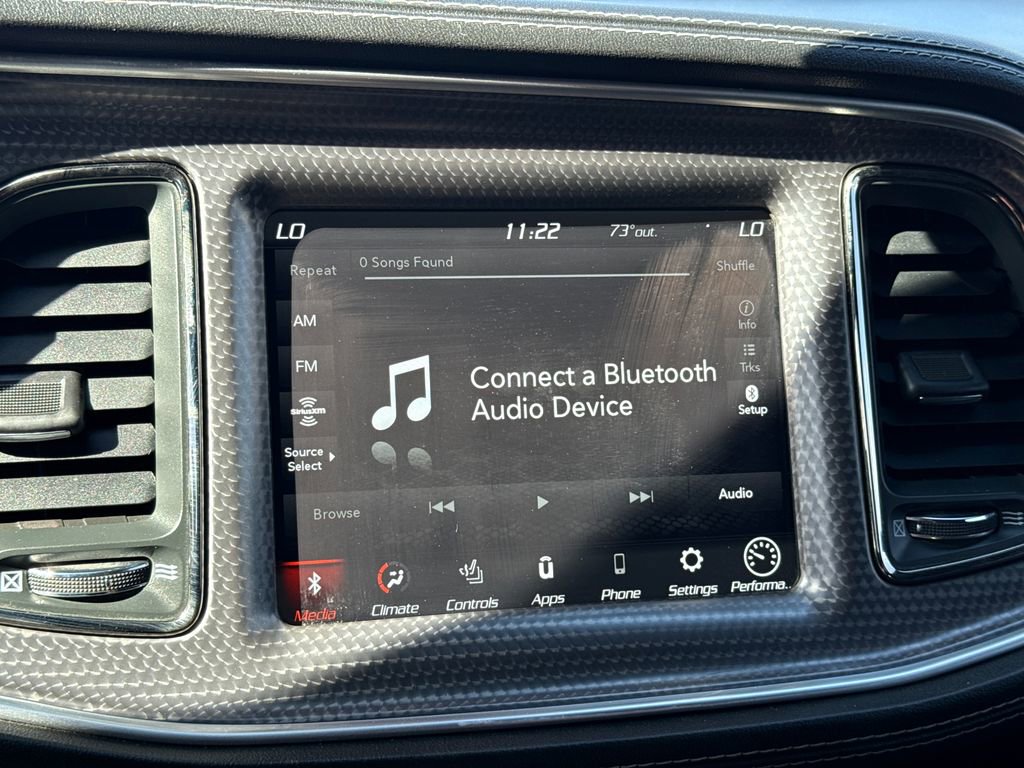 LO 11:22 73°out. LO
Repeat 0 Songs Found Shuffle
AM
Info
FM
Trks
SiriusXM
Connect a Bluetooth
Audio Device
Setup
Source
Select
Browse
Audio
Media Climate Controls Apps Phone Settings Performa..